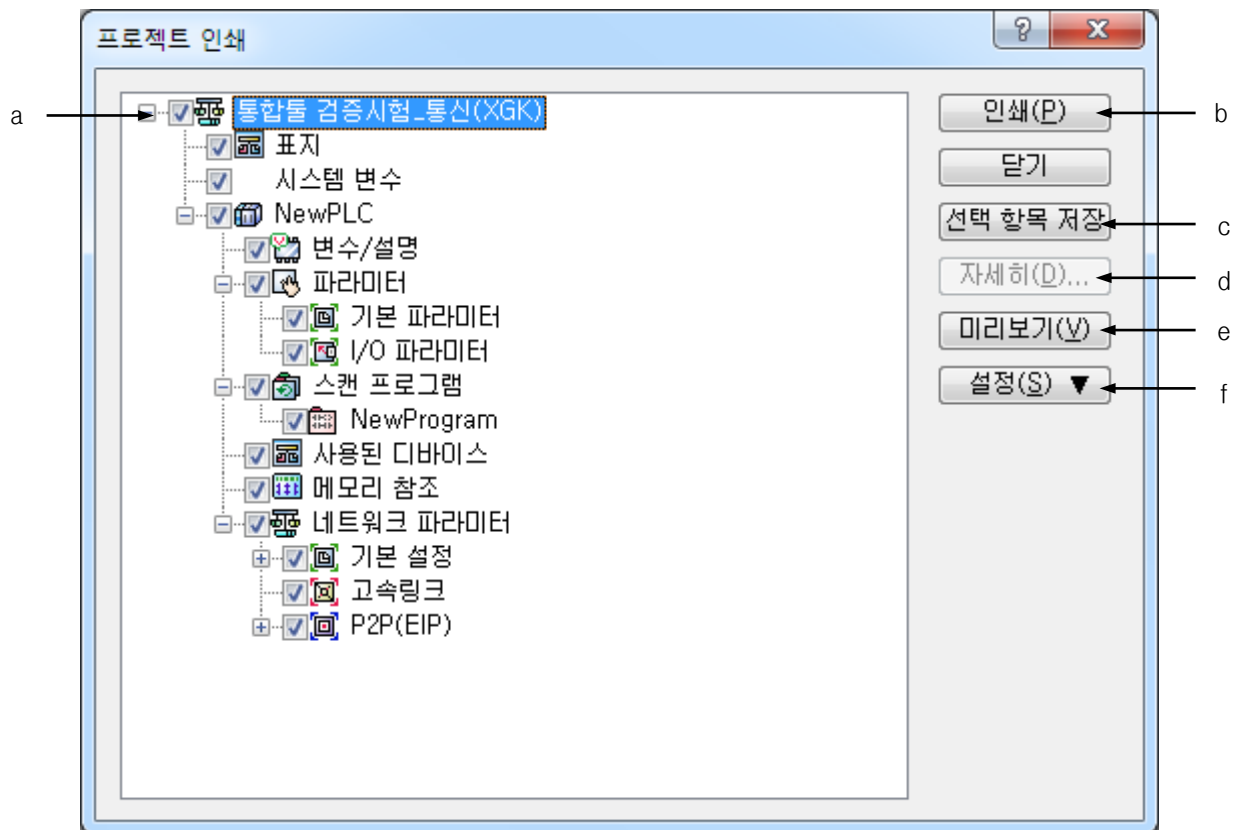 프로젝트 인쇄
a
통합툴 검증시험_통신(XGK)
표지
시스템 변수
NewPLC
변수/설명
파라미터
기본 파라미터
I/O 파라미터
스캔 프로그램
NewProgram
사용된 디바이스
메모리 참조
네트워크 파라미터
기본 설정
고속링크
P2P(EIP)
인쇄(P) b
닫기
선택 항목 저장 c
자세히(D)... d
미리보기(V) e
설정(S) ▼ f